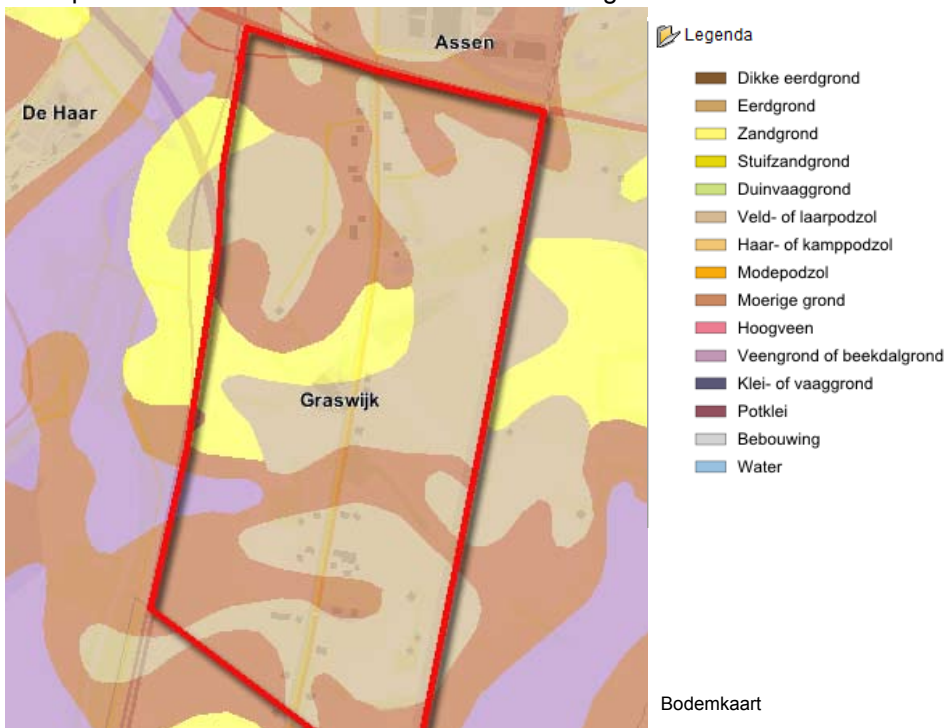 Assen
De Haar
Graswijk
Legenda
Dikke eerdgrond
Eerdgrond
Zandgrond
Stuifzandgrond
Duinvaaggrond
Veld- of laarpodzol
Haar- of kamppodzol
Modepodzol
Moerige grond
Hoogveen
Veengrond of beekdalgrond
Klei- of vaaggrond
Potklei
Bebouwing
Water
Bodemkaart